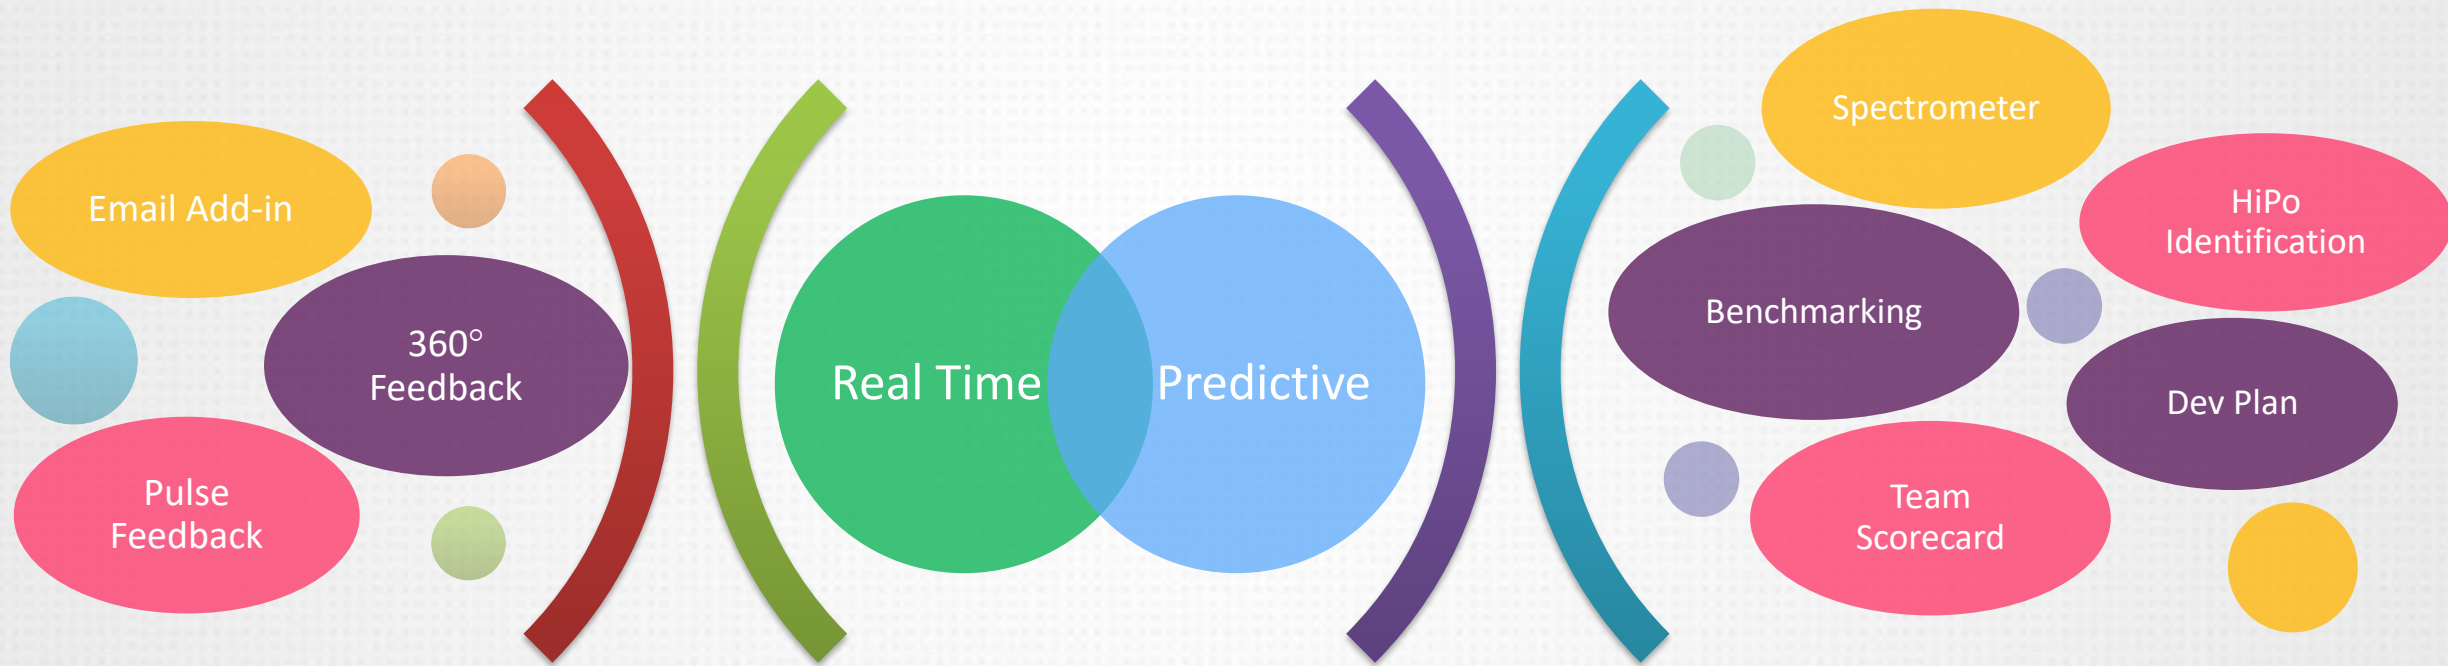 Email Add-in
360°
Feedback
Pulse
Feedback
Real Time
Predictive
Spectrometer
HiPo
Identification
Benchmarking
Dev Plan
Team
Scorecard